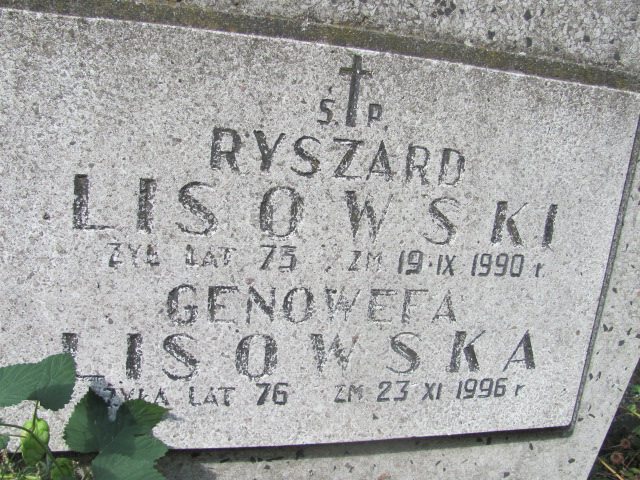 Ś. P.
RYSZARD
LISOWSKI
ŻYŁ LAT 75 ZM 19·IX 1990 r
GENOWEFA
LISOWSKA
ŻYŁA LAT 76 ZM 23 XI 1996 r